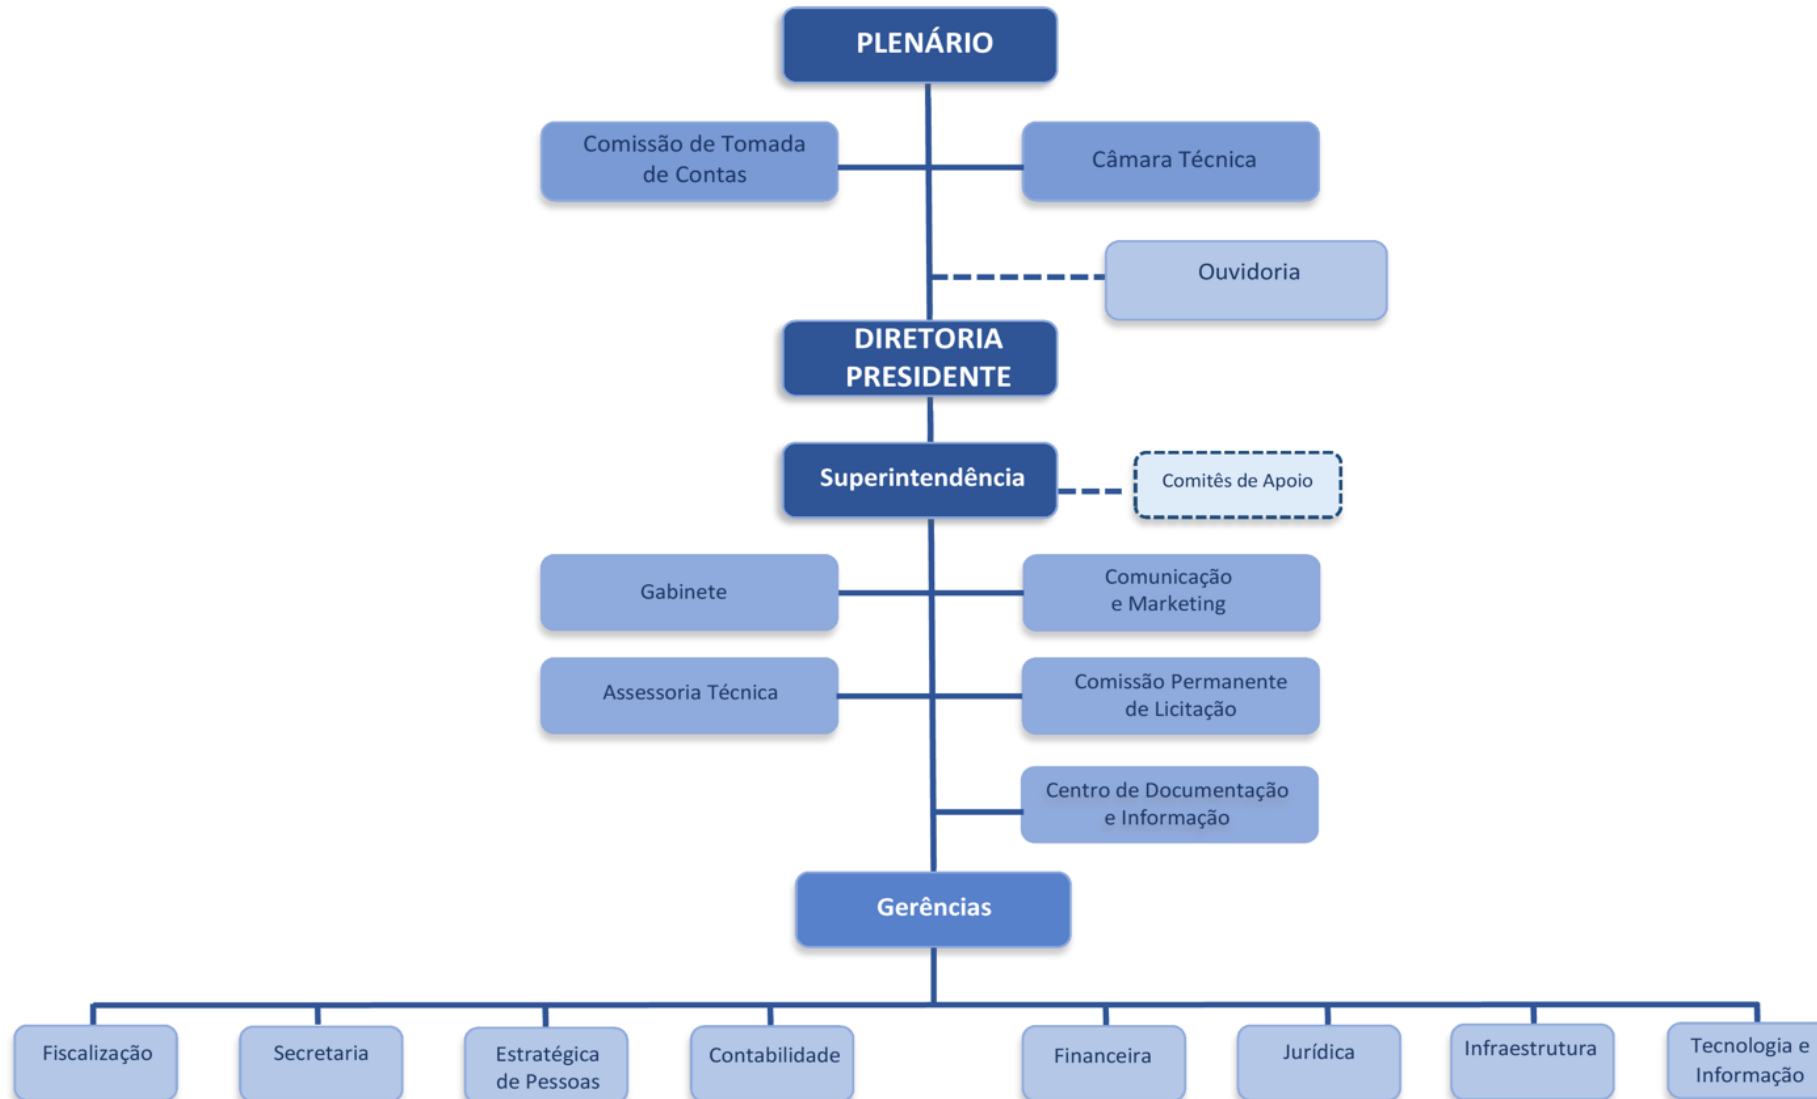 PLENÁRIO
Comissão de Tomada
de Contas
Câmara Técnica
Ouvidoria
DIRETORIA
PRESIDENTE
Superintendência
Comitês de Apoio
Gabinete
Comunicação
e Marketing
Assessoria Técnica
Comissão Permanente
de Licitação
Centro de Documentação
e Informação
Gerências
Fiscalização
Secretaria
Estratégica
de Pessoas
Contabilidade
Financeira
Jurídica
Infraestrutura
Tecnologia e
Informação